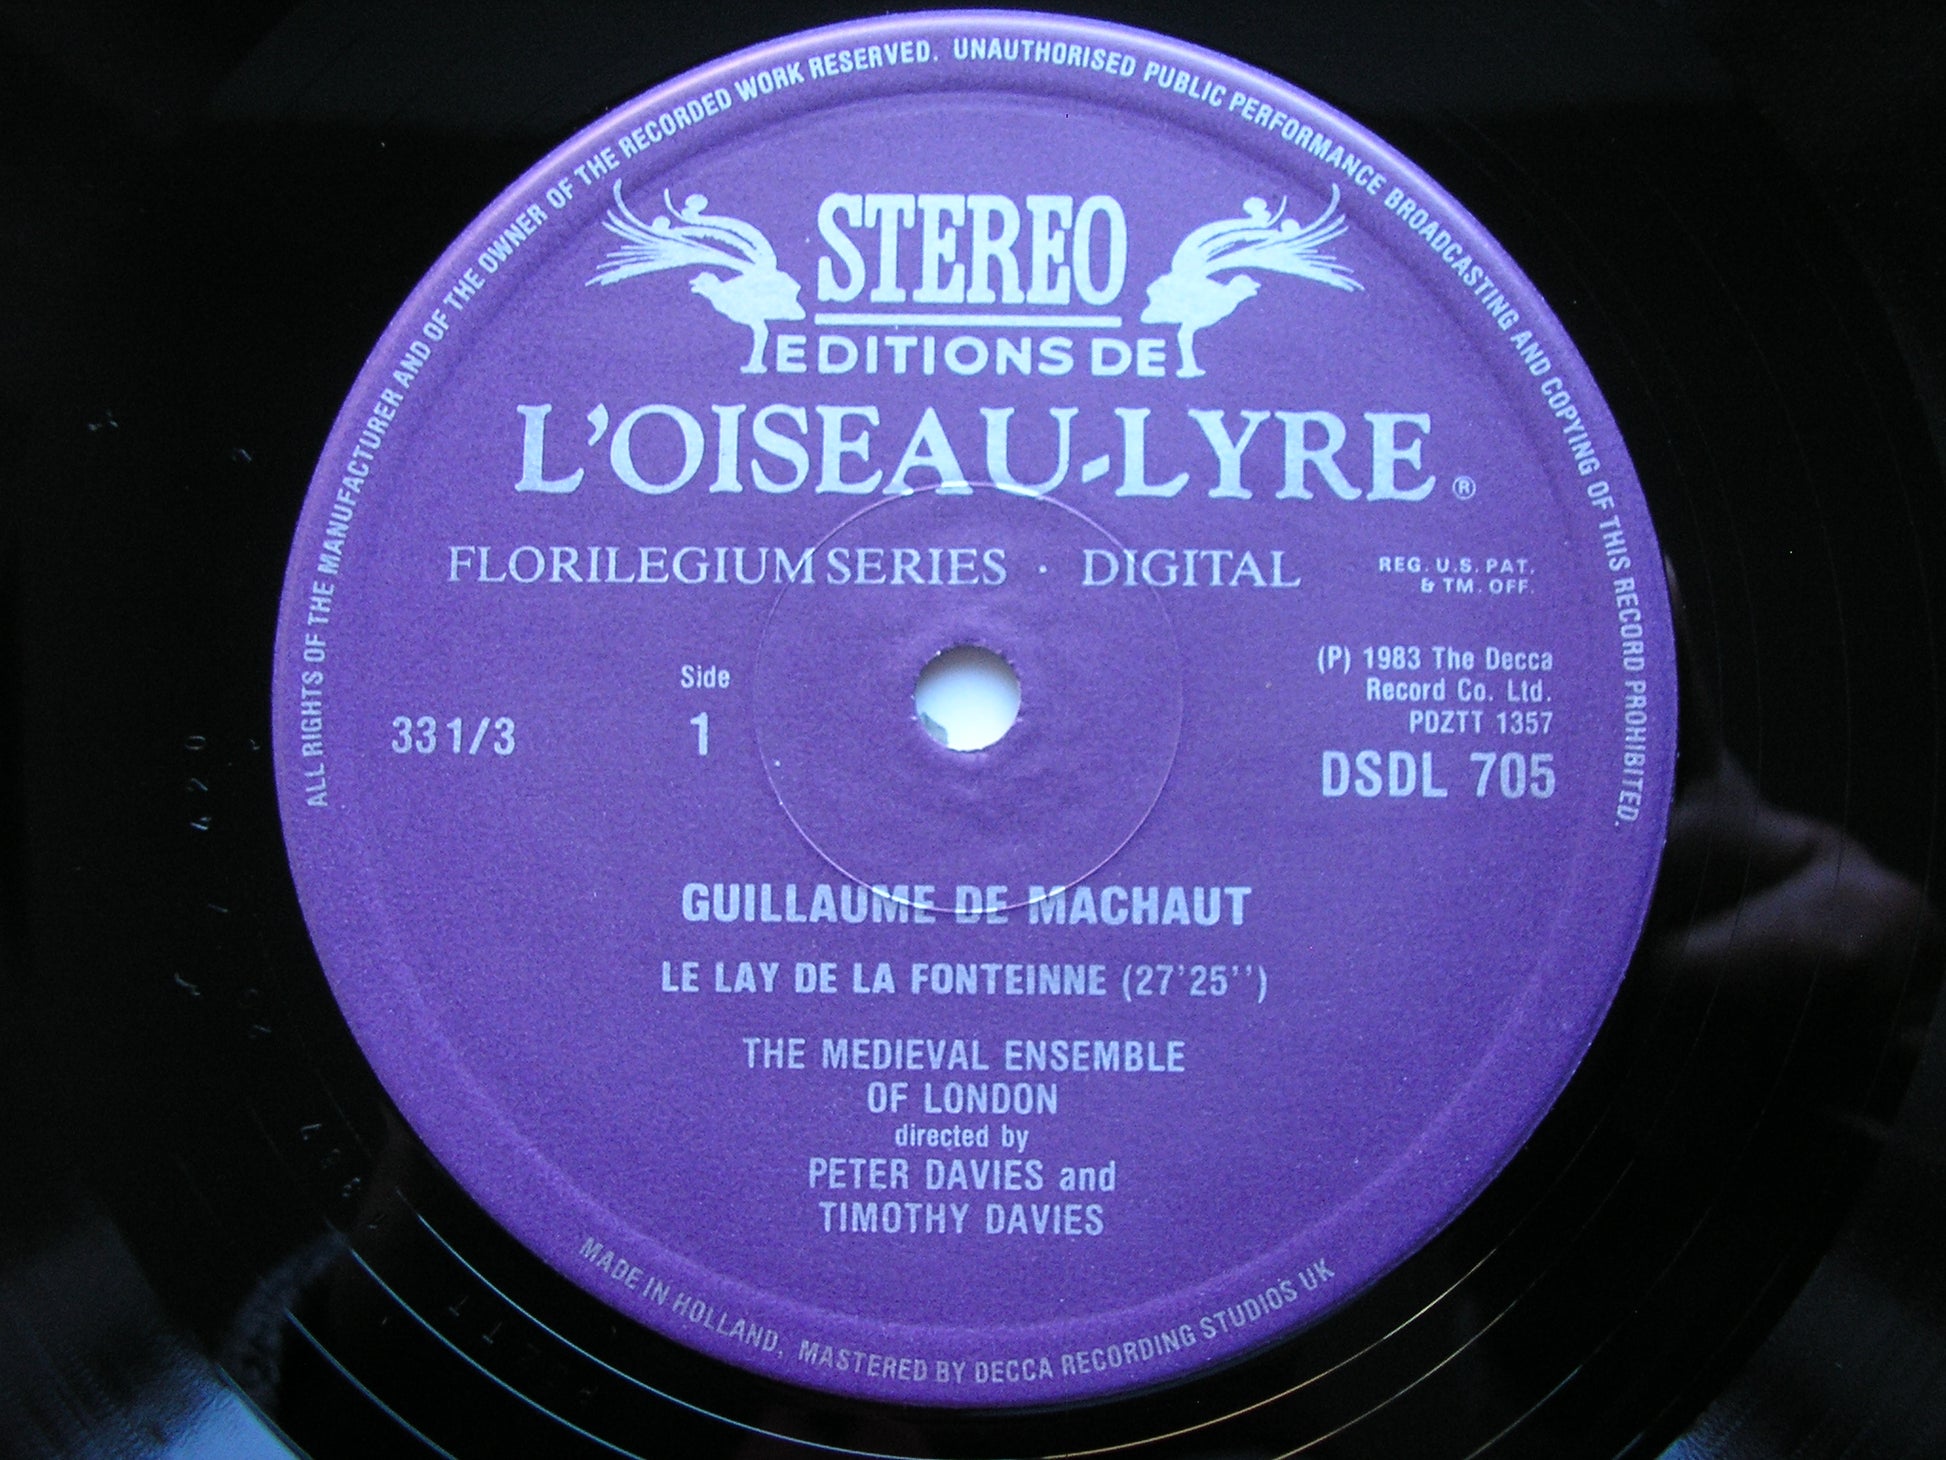 ALL RIGHTS OF THE MANUFACTURER AND OF THE OWNER OF THE RECORDED WORK RESERVED. UNAUTHORISED PUBLIC PERFORMANCE BROADCASTING AND COPYING OF THIS RECORD PROHIBITED.
STEREO
EDITIONS DE
L'OISEAU-LYRE ®
FLORILEGIUM SERIES · DIGITAL
REG. U.S. PAT.
& TM. OFF.
(P) 1983 The Decca
Record Co. Ltd.
PDZTT 1357
DSDL 705
Side
1
33 1/3
GUILLAUME DE MACHAUT
LE LAY DE LA FONTEINNE (27'25'')
THE MEDIEVAL ENSEMBLE
OF LONDON
directed by
PETER DAVIES and
TIMOTHY DAVIES
MADE IN HOLLAND, MASTERED BY DECCA RECORDING STUDIOS UK